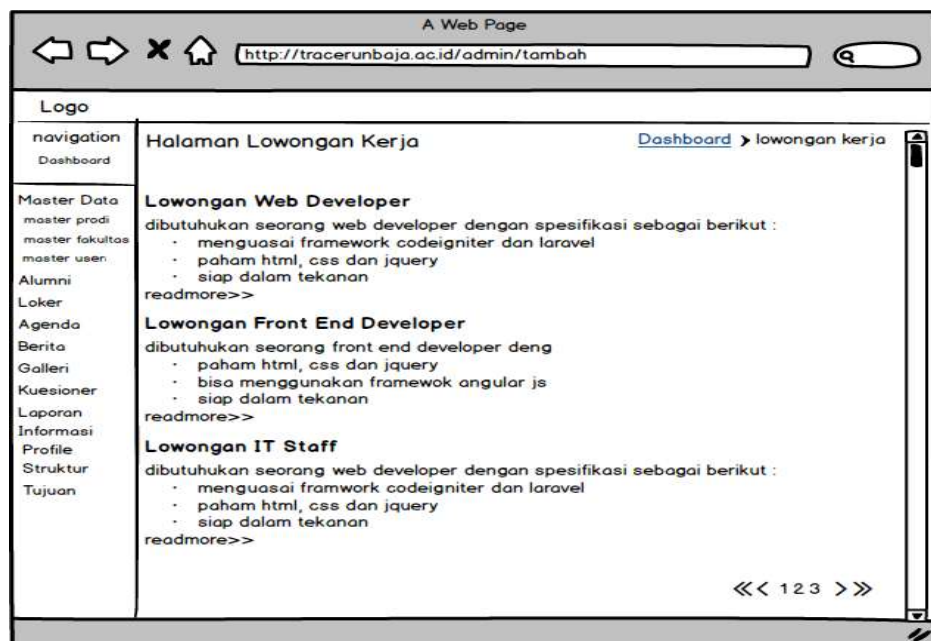 A Web Page
http://tracerunbaja.ac.id/admin/tambah
Logo
navigation
Dashboard
Master Data
master prodi
master fakultas
master user
Alumni
Loker
Agenda
Berita
Galleri
Kuesioner
Laporan
Informasi
Profile
Struktur
Tujuan
Halaman Lowongan Kerja
Dashboard > lowongan kerja
Lowongan Web Developer
dibutuhukan seorang web developer dengan spesifikasi sebagai berikut :
· menguasai framework codeigniter dan laravel
· paham html, css dan jquery
· siap dalam tekanan
readmore>>
Lowongan Front End Developer
dibutuhukan seorang front end developer deng
· paham html, css dan jquery
· bisa menggunakan framewok angular js
· siap dalam tekanan
readmore>>
Lowongan IT Staff
dibutuhukan seorang web developer dengan spesifikasi sebagai berikut :
· menguasai framwork codeigniter dan laravel
· paham html, css dan jquery
· siap dalam tekanan
readmore>>
≪< 1 2 3 >≫